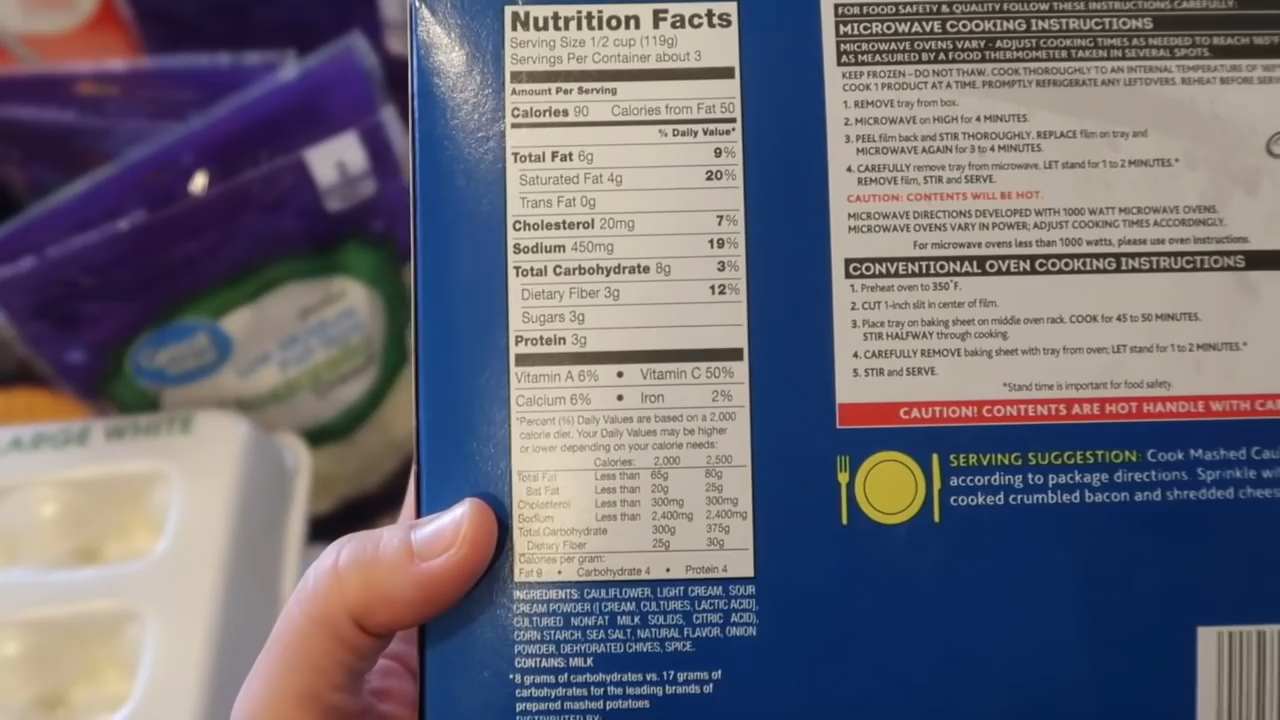 Nutrition Facts
Serving Size 1/2 cup (119g)
Servings Per Container about 3
Amount Per Serving
Calories 90 Calories from Fat 50
% Daily Value*
Total Fat 6g 9%
Saturated Fat 4g 20%
Trans Fat 0g
Cholesterol 20mg 7%
Sodium 450mg 19%
Total Carbohydrate 8g 3%
Dietary Fiber 3g 12%
Sugars 3g
Protein 3g
Vitamin A 6% • Vitamin C 50%
Calcium 6% • Iron 2%
*Percent (%) Daily Values are based on a 2,000
calorie diet. Your Daily Values may be higher
or lower depending on your calorie needs:
Calories: 2,000 2,500
Total Fat Less than 65g 80g
Sat Fat Less than 20g 25g
Cholesterol Less than 300mg 300mg
Sodium Less than 2,400mg 2,400mg
Total Carbohydrate 300g 375g
Dietary Fiber 25g 30g
Calories per gram:
Fat 9 • Carbohydrate 4 • Protein 4
INGREDIENTS: CAULIFLOWER, LIGHT CREAM, SOUR
CREAM POWDER ([ CREAM, CULTURES, LACTIC ACID],
CULTURED NONFAT MILK SOLIDS, CITRIC ACID),
CORN STARCH, SEA SALT, NATURAL FLAVOR, ONION
POWDER, DEHYDRATED CHIVES, SPICE.
CONTAINS: MILK
*8 grams of carbohydrates vs. 17 grams of
carbohydrates for the leading brands of
prepared mashed potatoes
DISTRIBUTED BY:
FOR FOOD SAFETY & QUALITY FOLLOW THESE INSTRUCTIONS CAREFULLY:
MICROWAVE COOKING INSTRUCTIONS
MICROWAVE OVENS VARY - ADJUST COOKING TIMES AS NEEDED TO REACH 165°F
AS MEASURED BY A FOOD THERMOMETER TAKEN IN SEVERAL SPOTS.
KEEP FROZEN - DO NOT THAW. COOK THOROUGHLY TO AN INTERNAL TEMPERATURE OF
COOK 1 PRODUCT AT A TIME. PROMPTLY REFRIGERATE ANY LEFTOVERS. REHEAT BEFORE
1. REMOVE tray from box.
2. MICROWAVE on HIGH for 4 MINUTES.
3. PEEL film back and STIR THOROUGHLY. REPLACE film on tray and
MICROWAVE AGAIN for 3 to 4 MINUTES.
4. CAREFULLY remove tray from microwave. LET stand for 1 to 2 MINUTES.*
REMOVE film, STIR and SERVE.
CAUTION: CONTENTS WILL BE HOT.
MICROWAVE DIRECTIONS DEVELOPED WITH 1000 WATT MICROWAVE OVENS.
MICROWAVE OVENS VARY IN POWER; ADJUST COOKING TIMES ACCORDINGLY.
For microwave ovens less than 1000 watts, please use oven instructions.
CONVENTIONAL OVEN COOKING INSTRUCTIONS
1. Preheat oven to 350°F.
2. CUT 1-inch slit in center of film.
3. Place tray on baking sheet on middle oven rack. COOK for 45 to 50 MINUTES.
STIR HALFWAY through cooking.
4. CAREFULLY REMOVE baking sheet with tray from oven; LET stand for 1 to 2 MINUTES.*
5. STIR and SERVE.
*Stand time is important for food safety.
CAUTION! CONTENTS ARE HOT HANDLE WITH
SERVING SUGGESTION: Cook Mashed
according to package directions. Sprinkle
cooked crumbled bacon and shredded
LARGE WHITE
Great Value